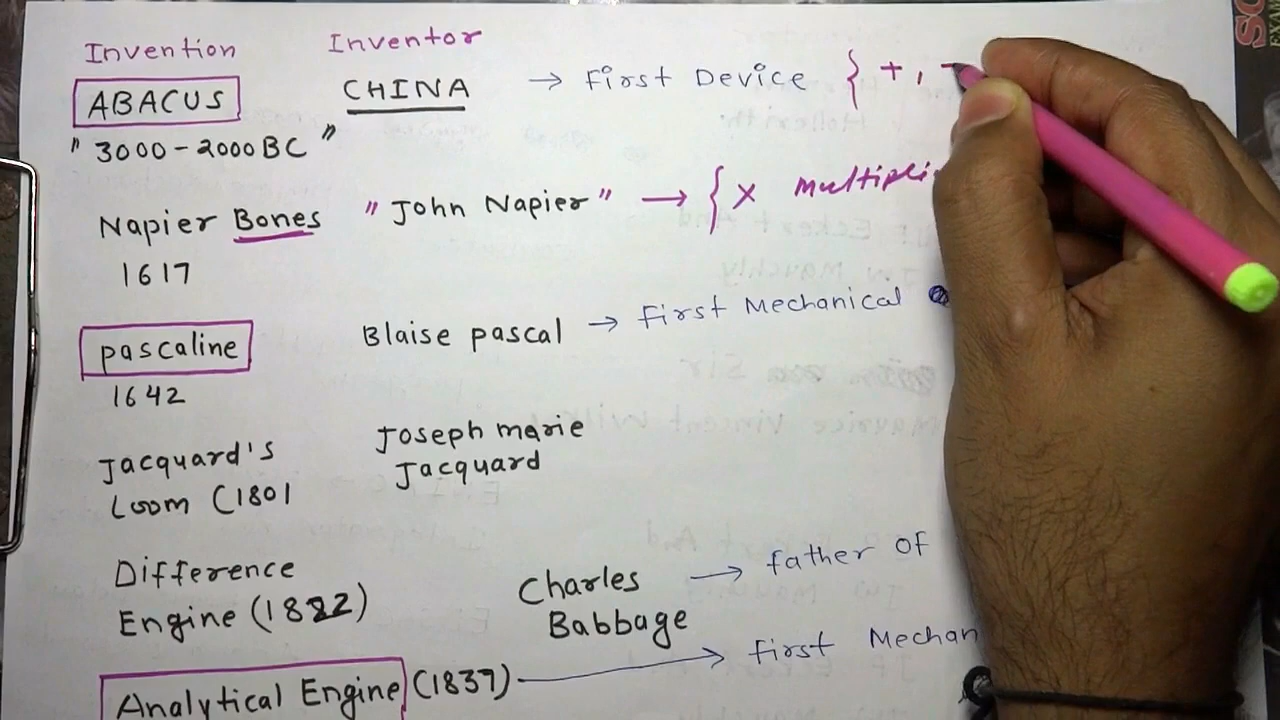 Invention Inventor
ABACUS CHINA → First Device { + , -
" 3000 - 2000 BC "
Napier Bones " John Napier " → { x Multipli
1617
pascaline Blaise pascal → First Mechanical
1642
Jacquard's Joseph marie
Loom (1801 Jacquard
Difference Charles → father of
Engine (1822) Babbage
Analytical Engine (1837) → first Mechan